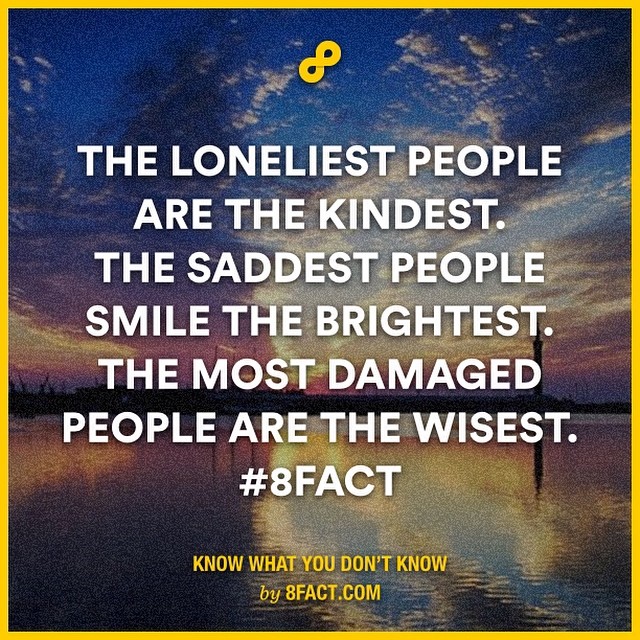 THE LONELIEST PEOPLE
ARE THE KINDEST.
THE SADDEST PEOPLE
SMILE THE BRIGHTEST.
THE MOST DAMAGED
PEOPLE ARE THE WISEST.
#8FACT
KNOW WHAT YOU DON'T KNOW
by 8FACT.COM